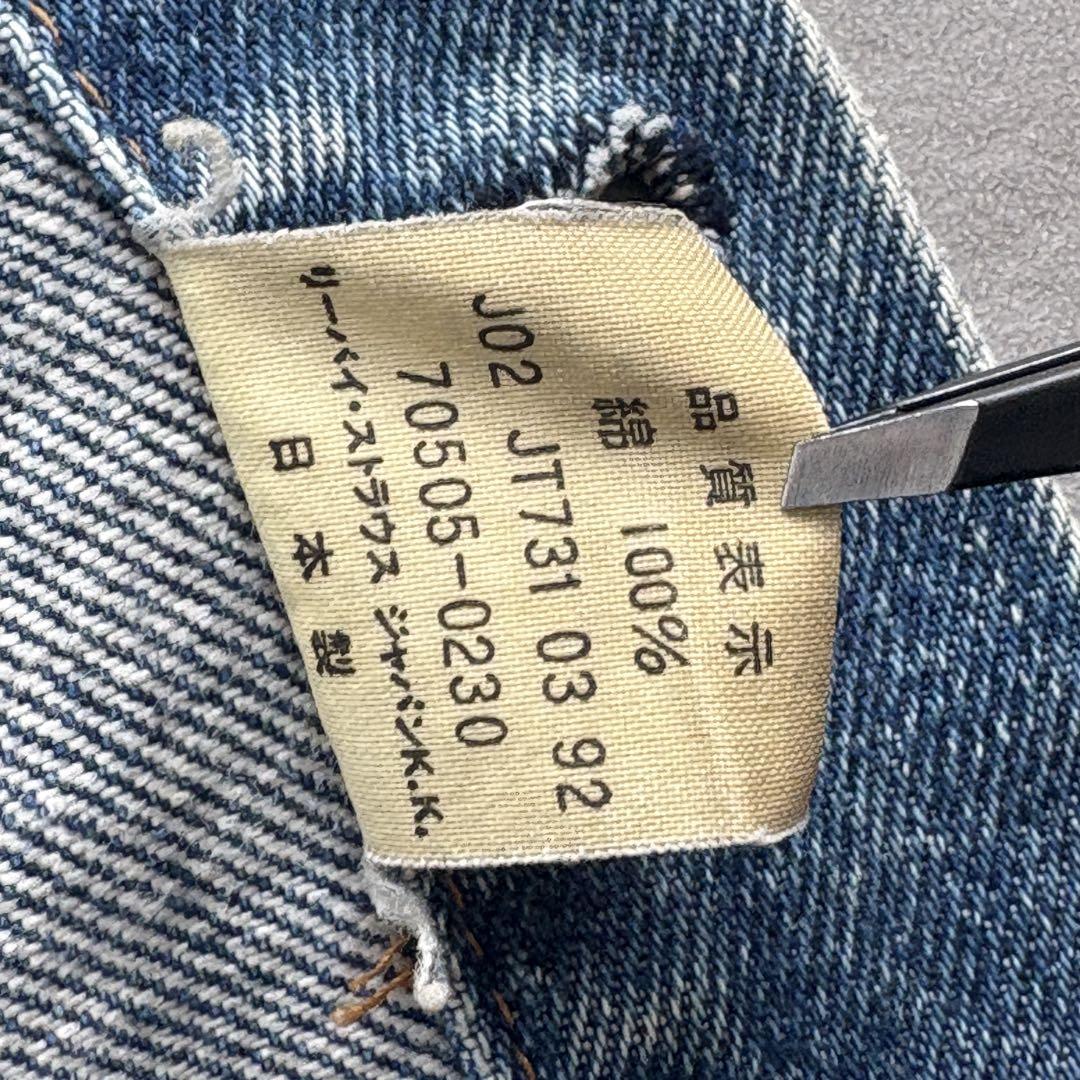 品質表示
綿 100%
J02 JT731 03 92
70505-0230
リーバイ・ストラウス ジャパンK.K.
日本製